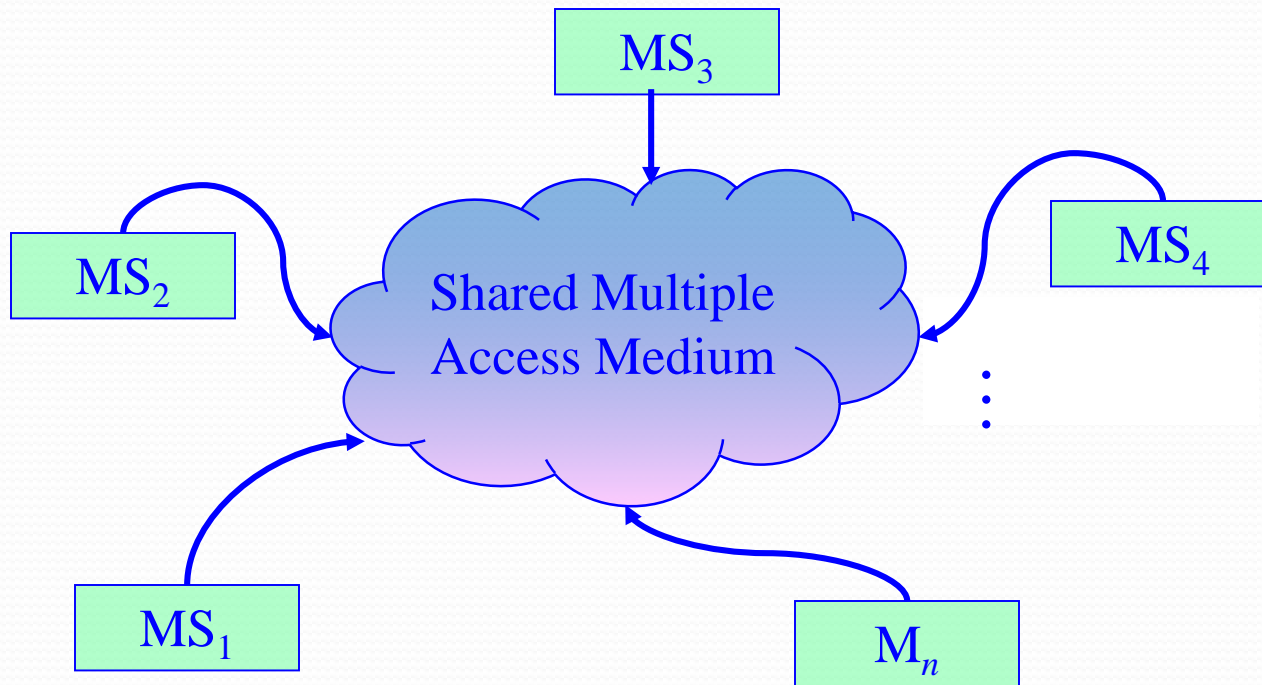 MS₃
MS₂
MS₄
Shared Multiple
Access Medium
⋮
MS₁
Mₙ